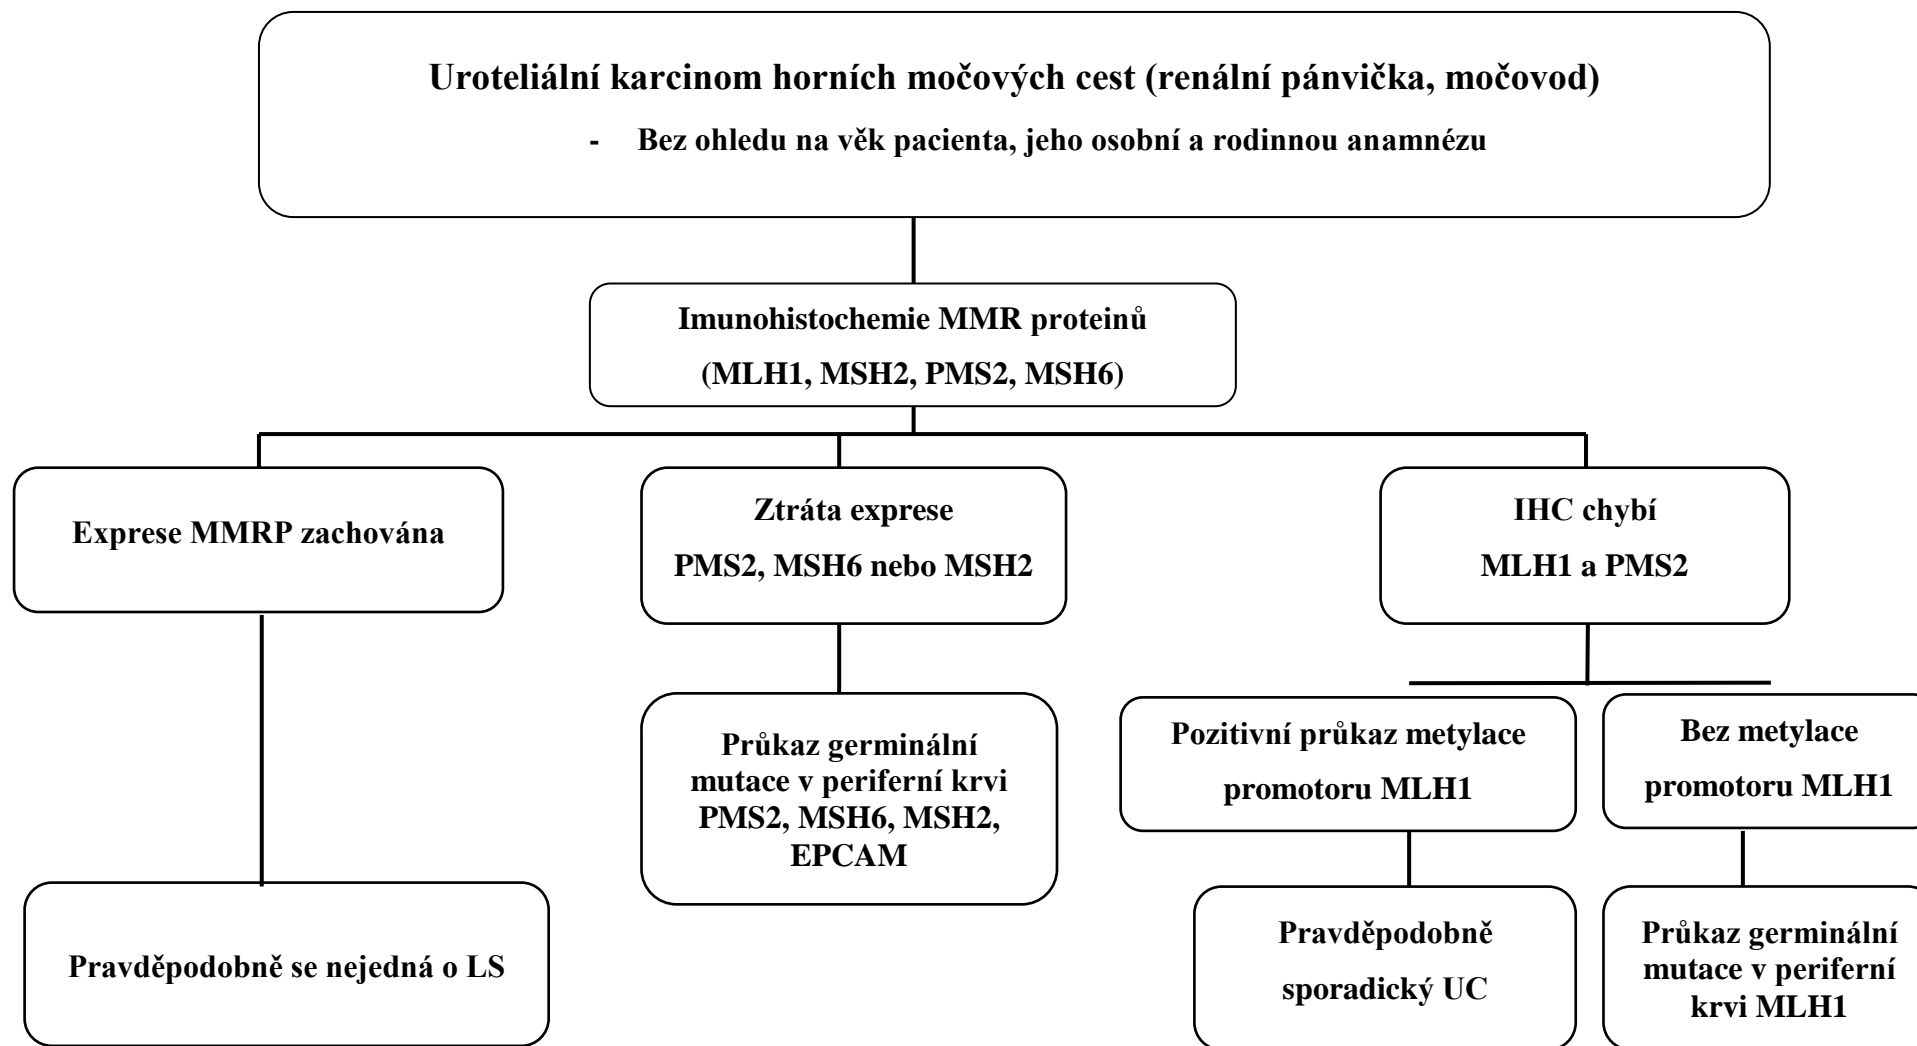 Uroteliální karcinom horních močových cest (renální pánvička, močovod)
- Bez ohledu na věk pacienta, jeho osobní a rodinnou anamnézu
Imunohistochemie MMR proteinů
(MLH1, MSH2, PMS2, MSH6)
Exprese MMRP zachována
Ztráta exprese
PMS2, MSH6 nebo MSH2
IHC chybí
MLH1 a PMS2
Průkaz germinální
mutace v periferní krvi
PMS2, MSH6, MSH2,
EPCAM
Pozitivní průkaz metylace
promotoru MLH1
Bez metylace
promotoru MLH1
Pravděpodobně se nejedná o LS
Pravděpodobně
sporadický UC
Průkaz germinální
mutace v periferní
krvi MLH1